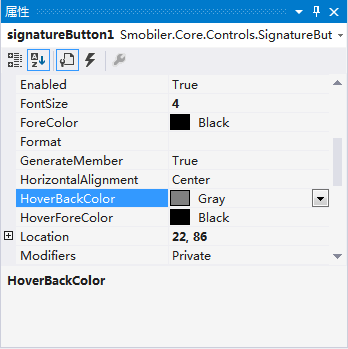 属性
signatureButton1 Smobiler.Core.Controls.SignatureBut
Enabled True
FontSize 4
ForeColor Black
Format
GenerateMember True
HorizontalAlignment Center
HoverBackColor Gray
HoverForeColor Black
Location 22, 86
Modifiers Private
HoverBackColor